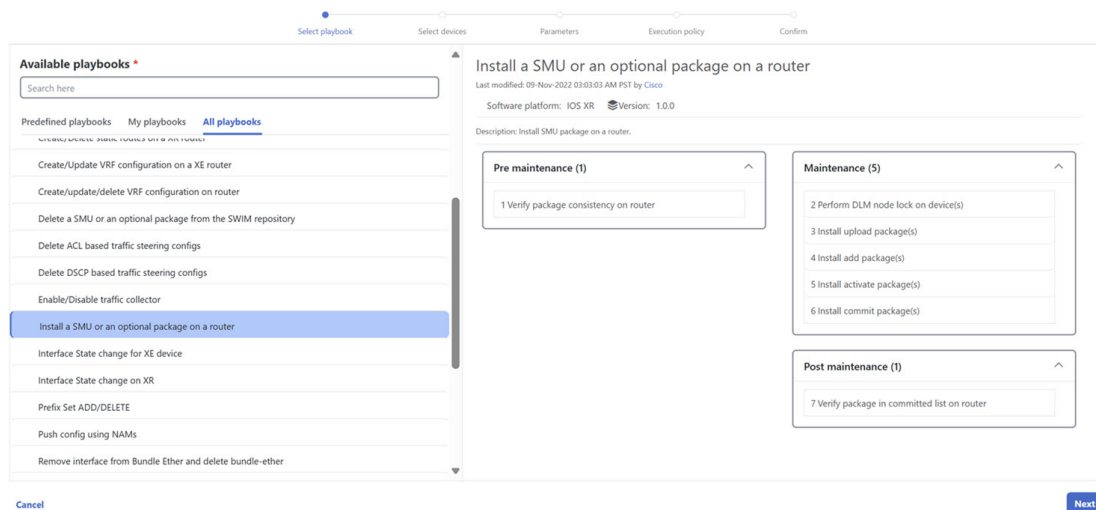 Select playbook
Select devices
Parameters
Execution policy
Confirm
Available playbooks *
Search here
Predefined playbooks
My playbooks
All playbooks
Create/Delete static routes on a XR router
Create/Update VRF configuration on a XE router
Create/update/delete VRF configuration on router
Delete a SMU or an optional package from the SWIM repository
Delete ACL based traffic steering configs
Delete DSCP based traffic steering configs
Enable/Disable traffic collector
Install a SMU or an optional package on a router
Interface State change for XE device
Interface State change on XR
Prefix Set ADD/DELETE
Push config using NAMs
Remove interface from Bundle Ether and delete bundle-ether
Install a SMU or an optional package on a router
Last modified: 09-Nov-2022 03:03:03 AM PST by Cisco
Software platform: IOS XR Version: 1.0.0
Description: Install SMU package on a router.
Pre maintenance (1)
1 Verify package consistency on router
Maintenance (5)
2 Perform DLM node lock on device(s)
3 Install upload package(s)
4 Install add package(s)
5 Install activate package(s)
6 Install commit package(s)
Post maintenance (1)
7 Verify package in committed list on router
Cancel
Next